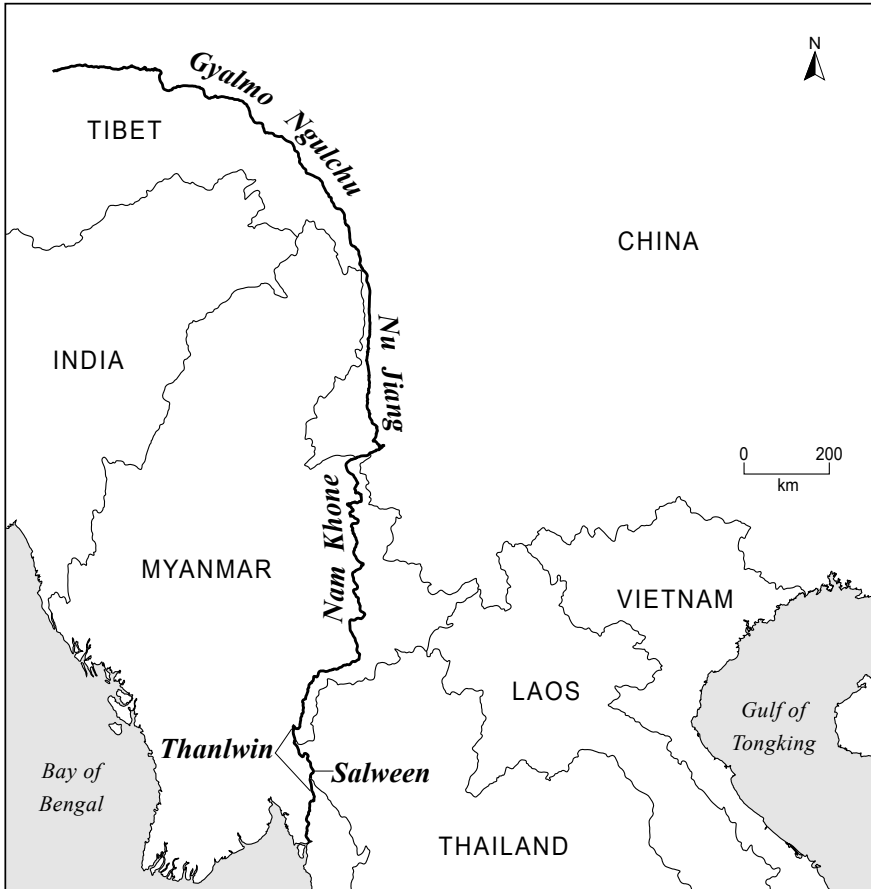 N
Gyalmo Ngulchu
TIBET
CHINA
Nu Jiang
INDIA
0 200
km
Nam Khone
MYANMAR
VIETNAM
LAOS
Gulf of
Tongking
Thanlwin
Salween
Bay of
Bengal
THAILAND